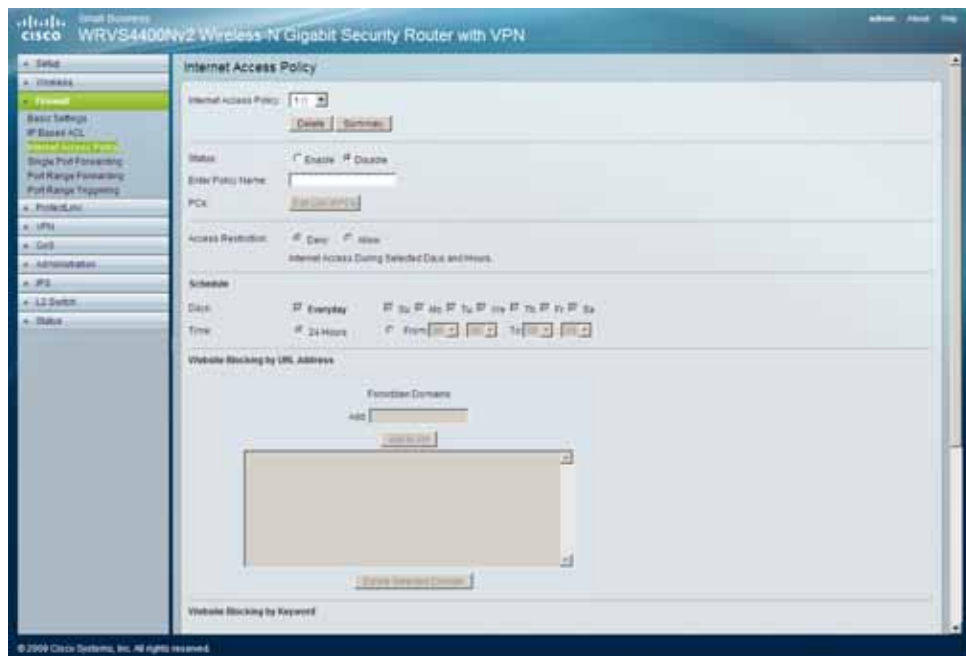 Small Business
cisco WRVS4400Nv2 Wireless-N Gigabit Security Router with VPN
admin About Help
Setup
Wireless
Firewall
Basic Settings
IP Based ACL
Internet Access Policy
Single Port Forwarding
Port Range Forwarding
Port Range Triggering
ProtectLink
VPN
QoS
Administration
IPS
L2 Switch
Status
Internet Access Policy
Internet Access Policy:
Delete Summary
Status: Enable Disable
Enter Policy Name:
PCs:
Access Restriction: Deny Allow
Internet Access During Selected Days and Hours.
Schedule
Days: Everyday Su Mo Tu We Th Fr Sa
Time: 24 Hours From To
Website Blocking by URL Address
Forbidden Domains
Add
Delete Selected Domain
Website Blocking by Keyword
© 2009 Cisco Systems, Inc. All rights reserved.